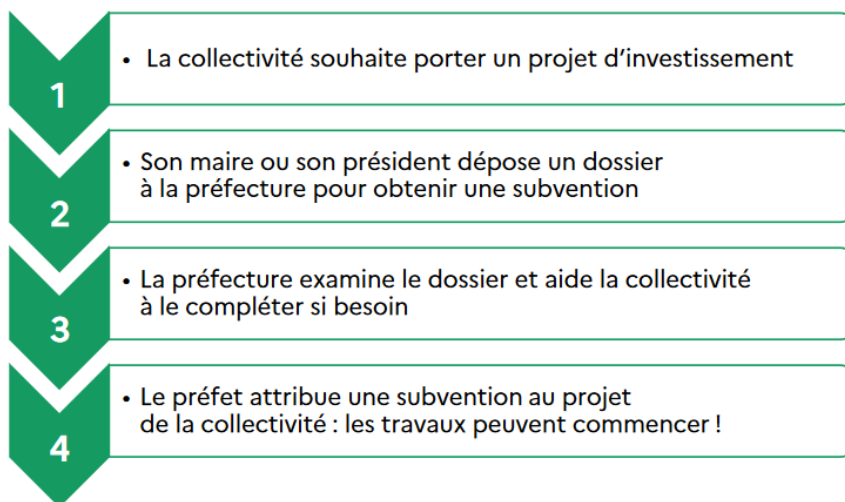 1
• La collectivité souhaite porter un projet d’investissement
2
• Son maire ou son président dépose un dossier
à la préfecture pour obtenir une subvention
3
• La préfecture examine le dossier et aide la collectivité
à le compléter si besoin
4
• Le préfet attribue une subvention au projet
de la collectivité : les travaux peuvent commencer !